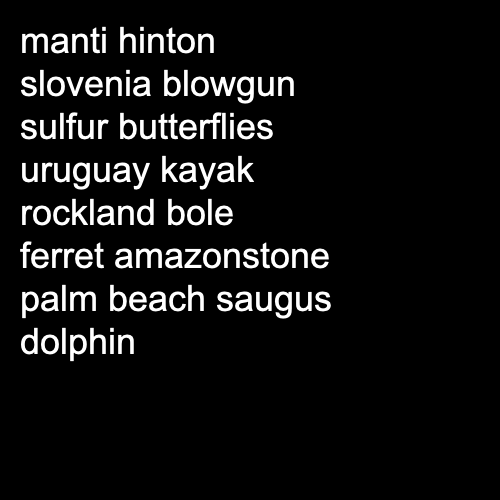 manti hinton
slovenia blowgun
sulfur butterflies
uruguay kayak
rockland bole
ferret amazonstone
palm beach saugus
dolphin